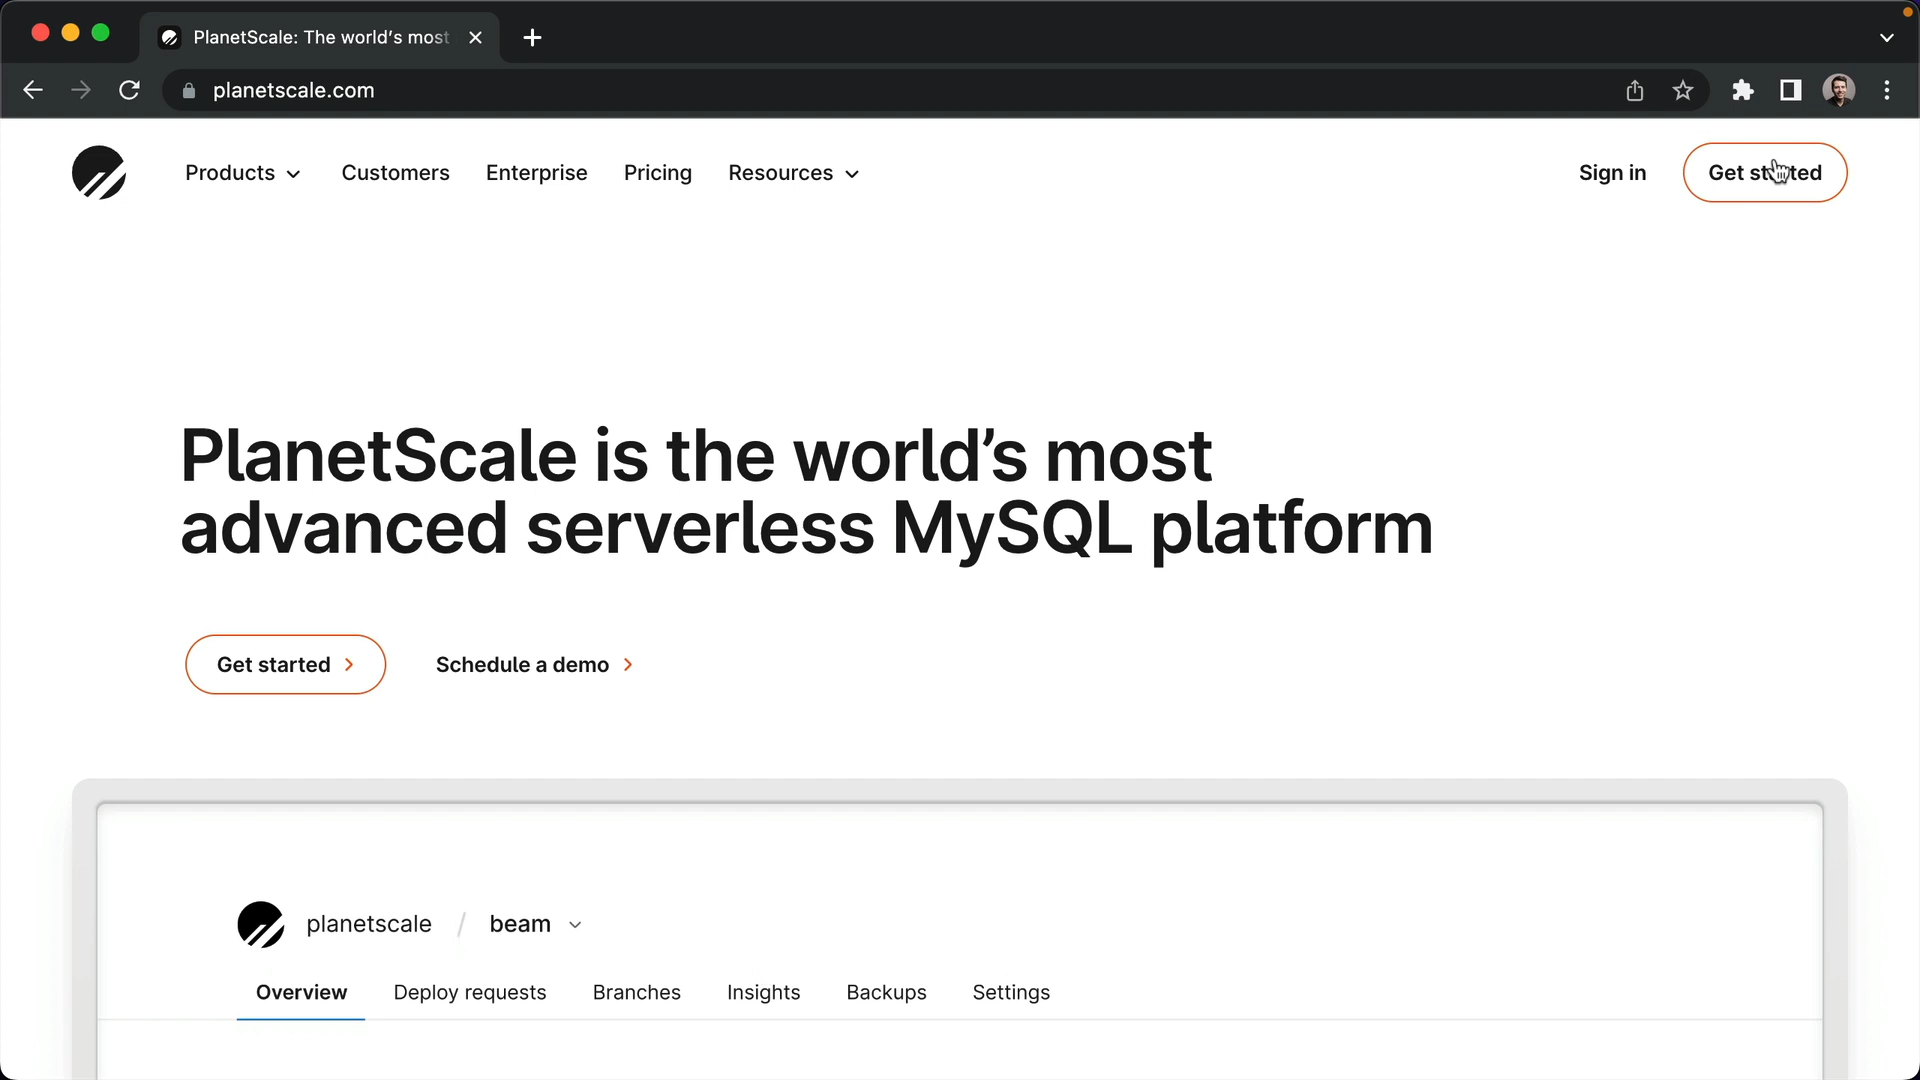 PlanetScale: The world's most
planetscale.com
Products
Customers
Enterprise
Pricing
Resources
Sign in
Get started
PlanetScale is the world’s most
advanced serverless MySQL platform
Get started
Schedule a demo
planetscale / beam
Overview
Deploy requests
Branches
Insights
Backups
Settings